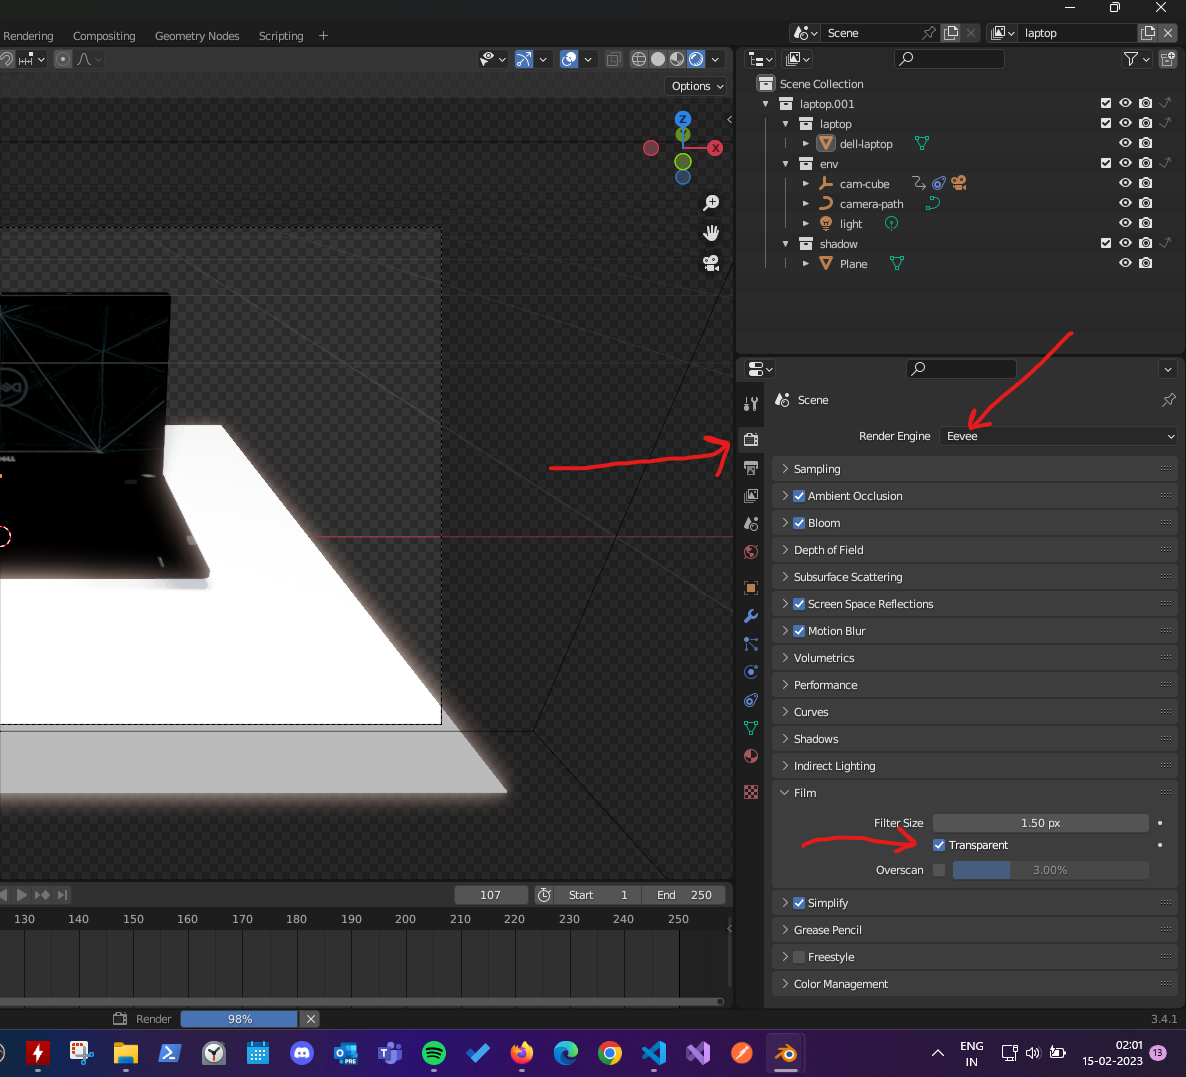 Rendering Compositing Geometry Nodes Scripting +
Scene
laptop
Options
Scene Collection
laptop.001
laptop
dell-laptop
env
cam-cube
camera-path
light
shadow
Plane
Z
X
DELL
Scene
Render Engine Eevee
Sampling
Ambient Occlusion
Bloom
Depth of Field
Subsurface Scattering
Screen Space Reflections
Motion Blur
Volumetrics
Performance
Curves
Shadows
Indirect Lighting
Film
Filter Size 1.50 px
Transparent
Overscan 3.00%
Simplify
Grease Pencil
Freestyle
Color Management
107 Start 1 End 250
130 140 150 160 170 180 190 200 210 220 230 240 250
Render 98%
3.4.1
PRE
ENG
IN
02:01
15-02-2023
13